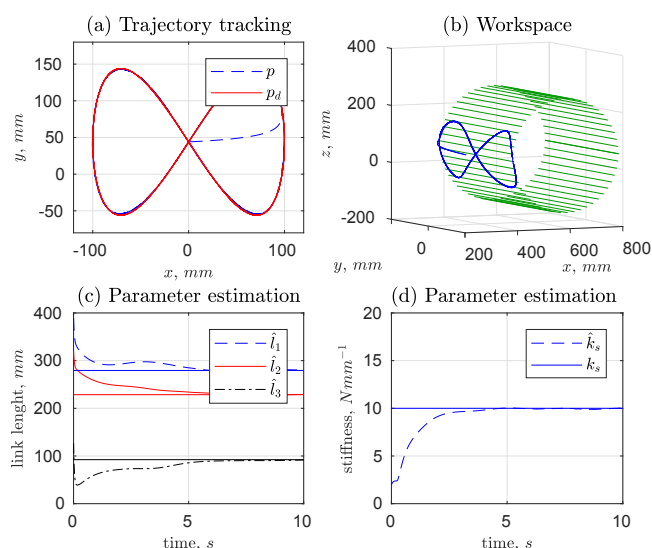 (a) Trajectory tracking
150
100
50
0
-50
-100
0
100
y, mm
x, mm
p
p_d
(b) Workspace
400
200
0
-200
z, mm
0
200
400
600
800
y, mm
x, mm
(c) Parameter estimation
400
300
200
100
0
0
5
10
link lenght, mm
time, s
l̂_1
l̂_2
l̂_3
(d) Parameter estimation
20
15
10
5
0
0
5
10
stiffness, Nmm^{-1}
time, s
k̂_s
k_s